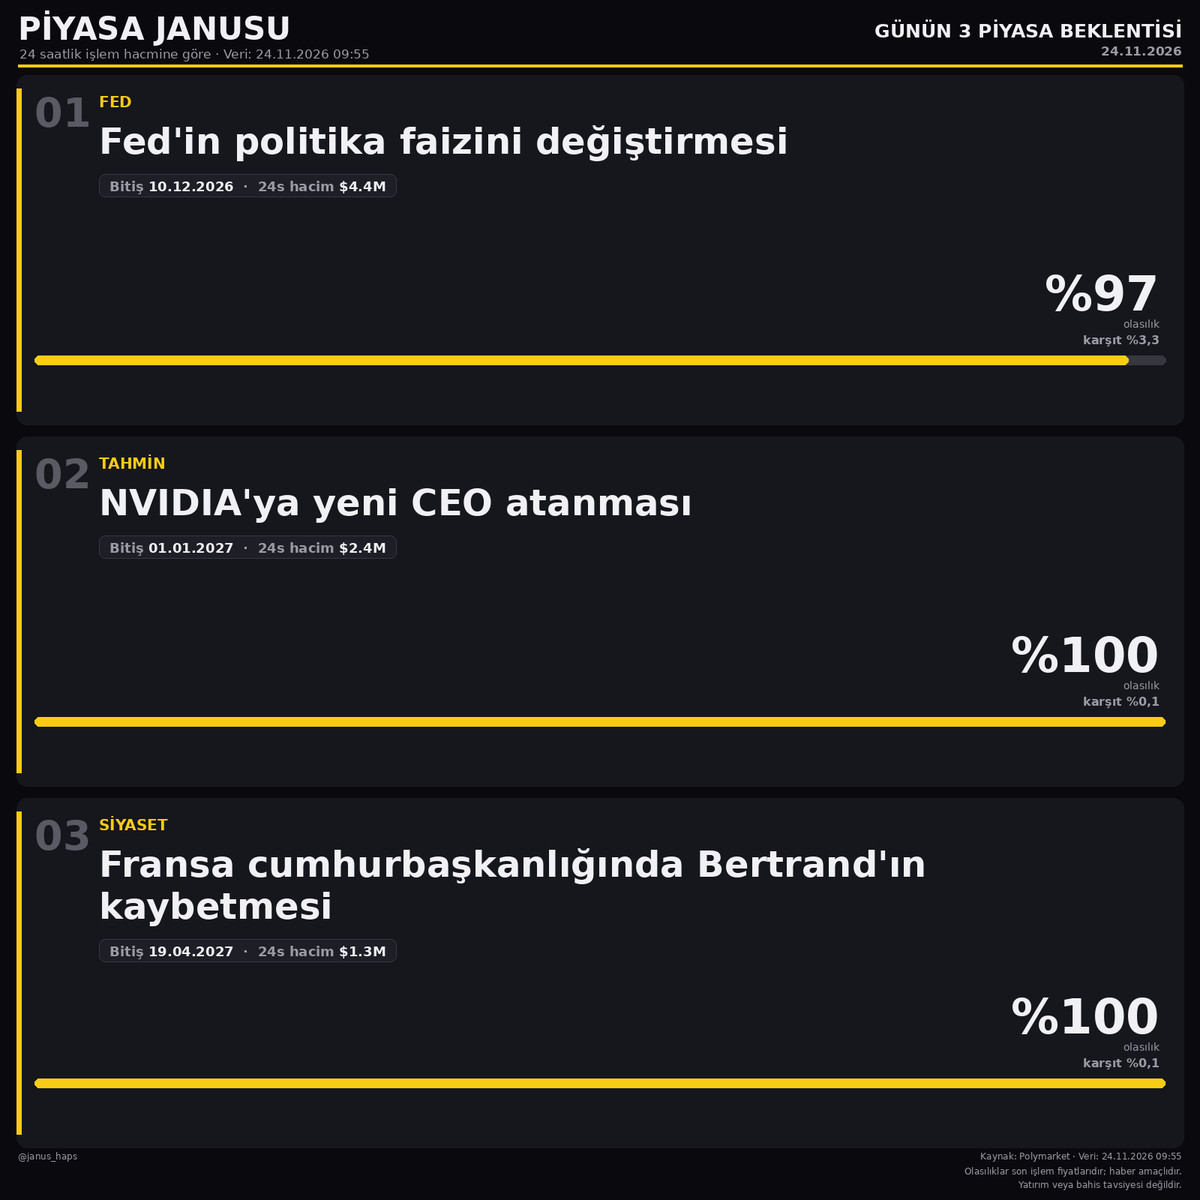 PİYASA JANUSU
24 saatlik işlem hacmine göre · Veri: 24.11.2026 09:55
GÜNÜN 3 PİYASA BEKLENTİSİ
24.11.2026
01
FED
Fed'in politika faizini değiştirmesi
Bitiş 10.12.2026 · 24s hacim $4.4M
%97
olasılık
karşıt %3,3
02
TAHMİN
NVIDIA'ya yeni CEO atanması
Bitiş 01.01.2027 · 24s hacim $2.4M
%100
olasılık
karşıt %0,1
03
SİYASET
Fransa cumhurbaşkanlığında Bertrand'ın
kaybetmesi
Bitiş 19.04.2027 · 24s hacim $1.3M
%100
olasılık
karşıt %0,1
@janus_haps
Kaynak: Polymarket · Veri: 24.11.2026 09:55
Olasılıklar son işlem fiyatlarıdır; haber amaçlıdır.
Yatırım veya bahis tavsiyesi değildir.